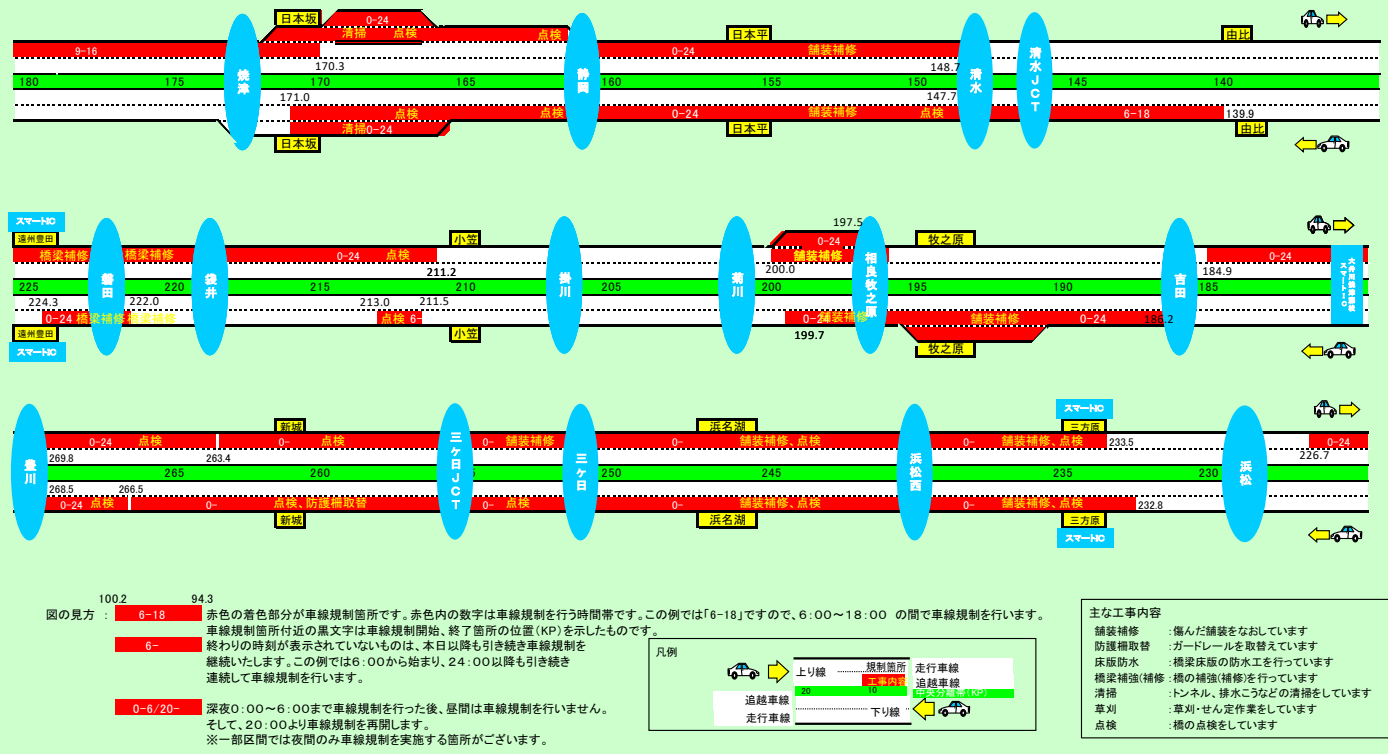 日本坂 0-24
清掃 点検 点検
9-16 0-24 舗装補修
日本平 由比
170.3 148.7
180 175 170 165 160 155 150 145 140
焼津 静岡 清水 清水JCT
171.0 147.7
点検 点検 0-24 舗装補修 点検 6-18 139.9
清掃0-24
日本坂 日本平 由比
スマートIC 197.5
遠州豊田 小笠 0-24 牧之原
橋梁補修 橋梁補修 0-24 点検 舗装補修 0-24
211.2 200.0 184.9
225 220 215 210 205 200 195 190 185
磐田 袋井 掛川 菊川 相良牧之原 吉田 大井川焼津藤枝スマートIC
224.3 222.0 213.0 211.5
0-24 橋梁補修 橋梁補修 点検 6- 0-24 舗装補修 舗装補修 0-24 186.2
遠州豊田 小笠 199.7 牧之原
スマートIC
スマートIC
新城 浜名湖 三方原
0-24 点検 0- 点検 0- 舗装補修 0- 舗装補修、点検 0- 舗装補修、点検 233.5 0-24
269.8 263.4 226.7
265 260 250 245 235 230
豊川 三ヶ日JCT 三ヶ日 浜松西 浜松
268.5 266.5
0-24 点検 0- 点検、防護柵取替 0- 点検 0- 舗装補修、点検 0- 舗装補修、点検 232.8
新城 浜名湖 三方原
スマートIC
100.2 94.3
図の見方 : 6-18 赤色の着色部分が車線規制箇所です。赤色内の数字は車線規制を行う時間帯です。この例では「6-18」ですので、6:00～18:00 の間で車線規制を行います。
車線規制箇所付近の黒文字は車線規制開始、終了箇所の位置(KP)を示したものです。
6- 終わりの時刻が表示されていないものは、本日以降も引き続き車線規制を
継続いたします。この例では6:00から始まり、24:00以降も引き続き
連続して車線規制を行います。
0-6/20- 深夜0:00～6:00まで車線規制を行った後、昼間は車線規制を行いません。
そして、20:00より車線規制を再開します。
※一部区間では夜間のみ車線規制を実施する箇所がございます。
凡例
上り線 規制箇所 走行車線
工事内容 追越車線
20 10 中央分離帯(KP)
追越車線
走行車線 下り線
主な工事内容
舗装補修 :傷んだ舗装をなおしています
防護柵取替 :ガードレールを取替えています
床版防水 :橋梁床版の防水工を行っています
橋梁補強(補修 :橋の補強(補修)を行っています
清掃 :トンネル、排水こうなどの清掃をしています
草刈 :草刈・せん定作業をしています
点検 :橋の点検をしています